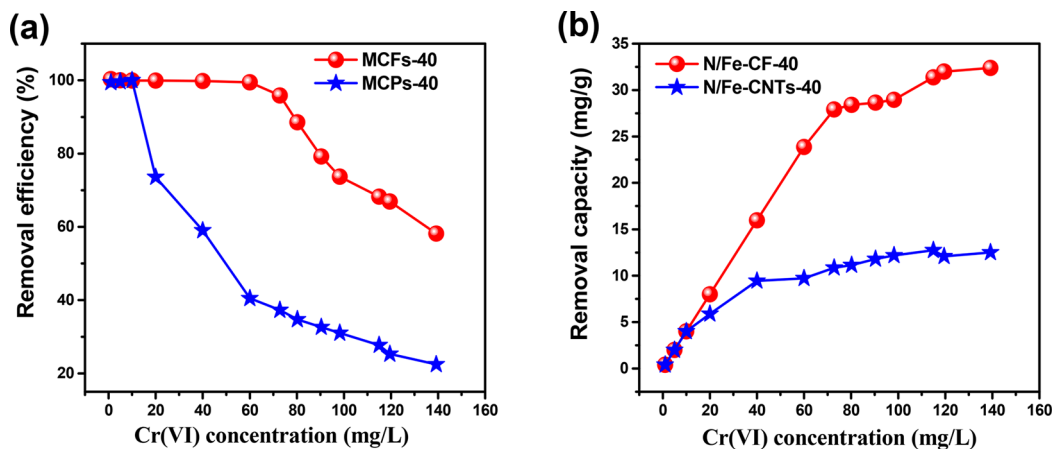 (a)
MCFs-40
MCPs-40
Removal efficiency (%)
100
80
60
40
20
0 20 40 60 80 100 120 140 160
Cr(VI) concentration (mg/L)
(b)
N/Fe-CF-40
N/Fe-CNTs-40
Removal capacity (mg/g)
35
30
25
20
15
10
5
0
0 20 40 60 80 100 120 140 160
Cr(VI) concentration (mg/L)